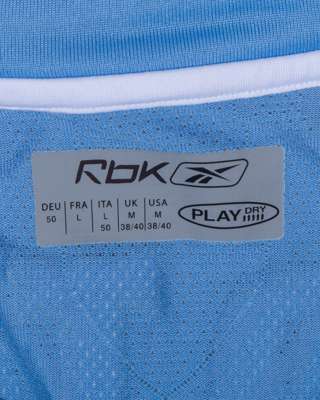 Rbk
DEU FRA ITA UK USA
50 L L M M
50 38/40 38/40
PLAY DRY